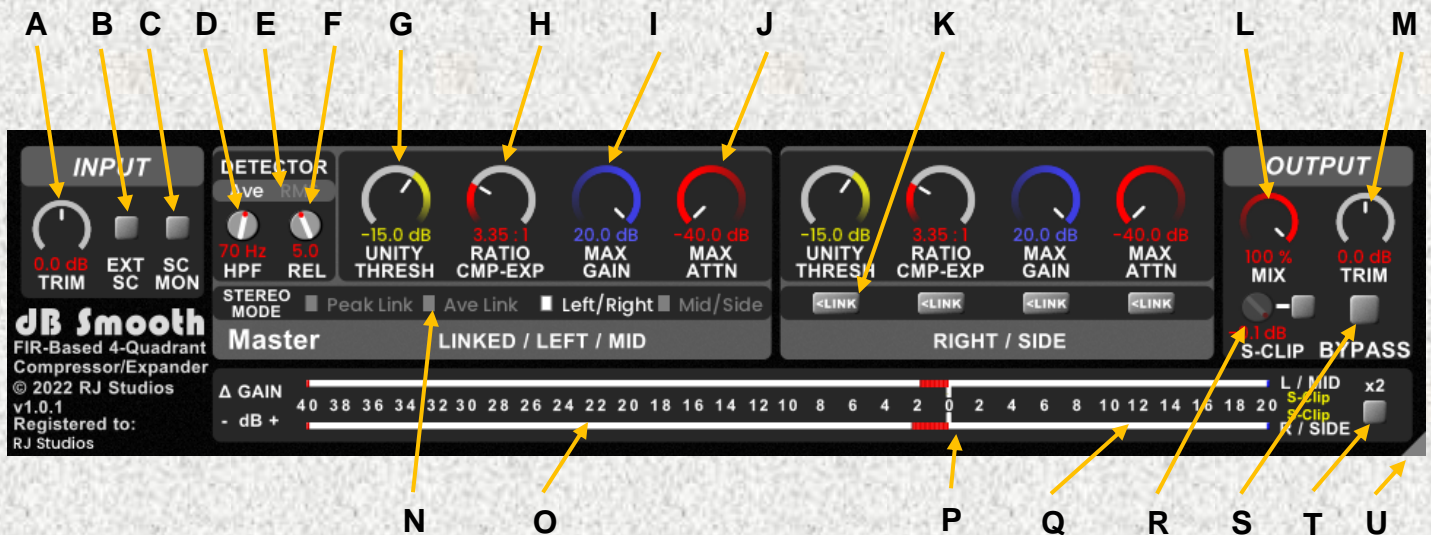 A B C D E F G H I J K L M
INPUT
0.0 dB
TRIM
EXT SC
SC MON
DETECTOR
Ave RM
70 Hz
HPF
5.0
REL
-15.0 dB
UNITY THRESH
3.35 : 1
RATIO CMP-EXP
20.0 dB
MAX GAIN
-40.0 dB
MAX ATTN
-15.0 dB
UNITY THRESH
3.35 : 1
RATIO CMP-EXP
20.0 dB
MAX GAIN
-40.0 dB
MAX ATTN
OUTPUT
100 %
MIX
0.0 dB
TRIM
STEREO MODE
Peak Link Ave Link Left/Right Mid/Side
<LINK <LINK <LINK <LINK
Master LINKED / LEFT / MID
RIGHT / SIDE
.1 dB
S-CLIP BYPASS
dB Smooth
FIR-Based 4-Quadrant
Compressor/Expander
© 2022 RJ Studios
v1.0.1
Registered to:
RJ Studios
Δ GAIN
- dB +
40 38 36 34 32 30 28 26 24 22 20 18 16 14 12 10 8 6 4 2 0 2 4 6 8 10 12 14 16 18 20
L / MID
S-Clip
S-Clip
R / SIDE
x2
N O P Q R S T U